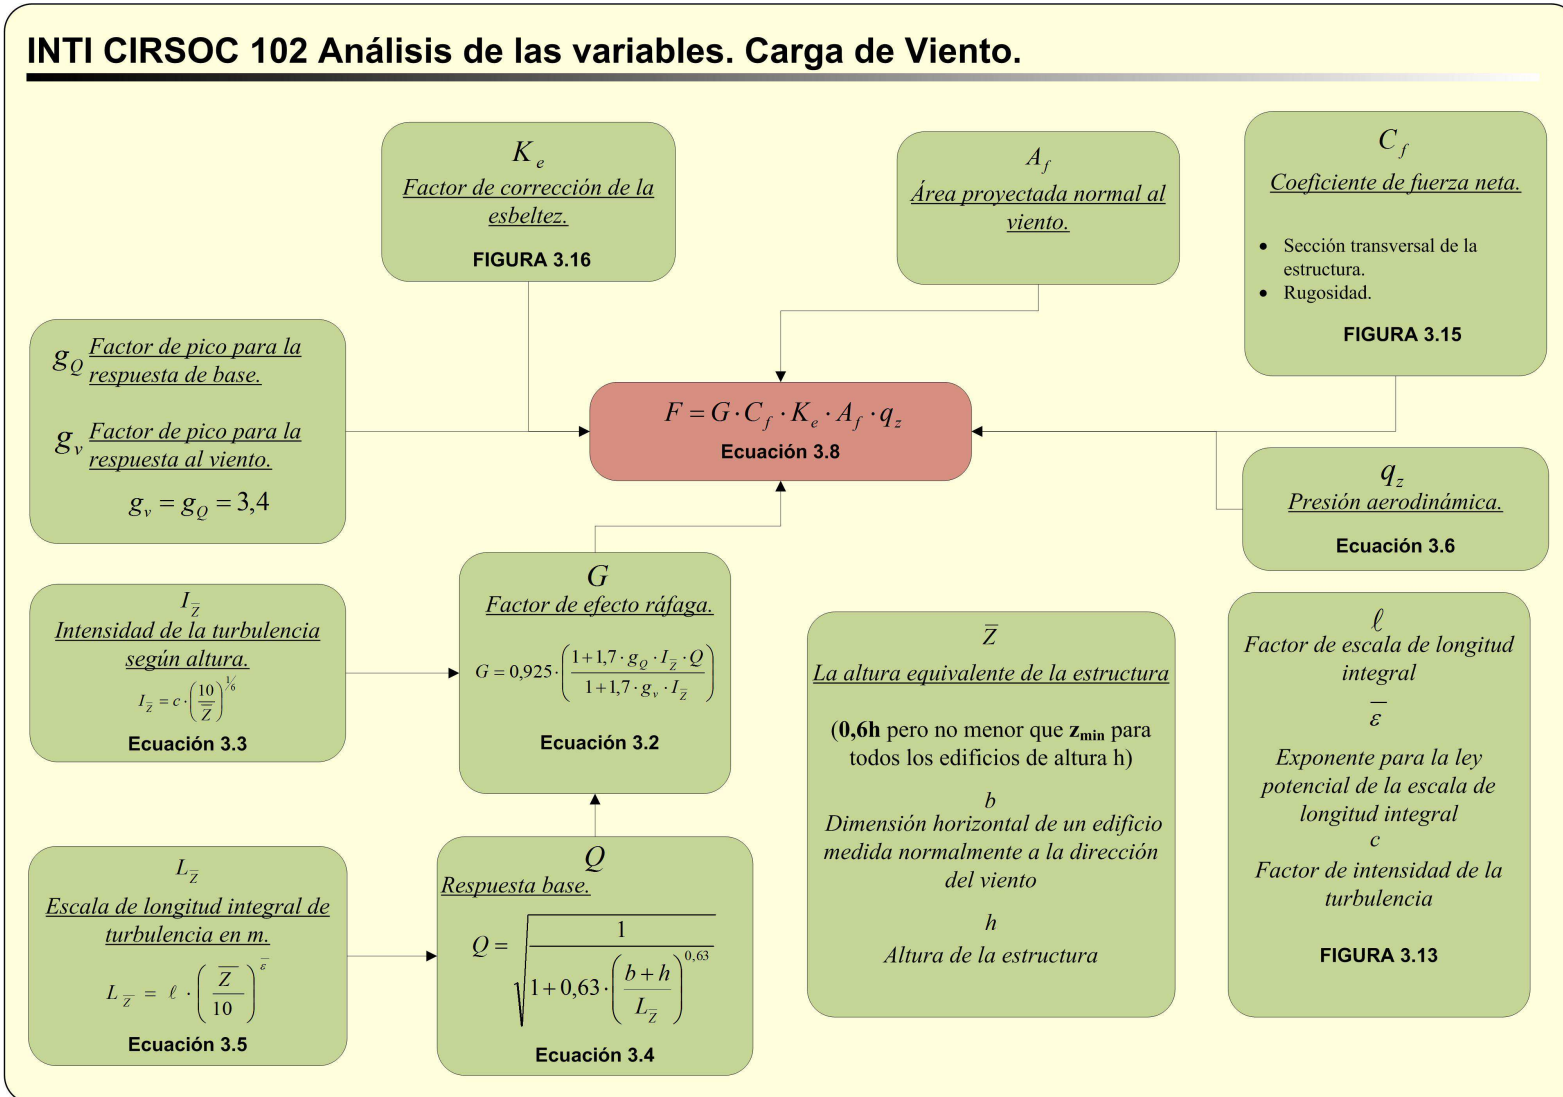 INTI CIRSOC 102 Análisis de las variables. Carga de Viento.
K_e
Factor de corrección de la
esbeltez.
FIGURA 3.16
A_f
Área proyectada normal al
viento.
C_f
Coeficiente de fuerza neta.
• Sección transversal de la
estructura.
• Rugosidad.
FIGURA 3.15
g_Q Factor de pico para la
respuesta de base.
g_v Factor de pico para la
respuesta al viento.
g_v = g_Q = 3,4
F = G · C_f · K_e · A_f · q_z
Ecuación 3.8
q_z
Presión aerodinámica.
Ecuación 3.6
I_Z̅
Intensidad de la turbulencia
según altura.
I_Z̅ = c · (10 / Z̅)^(1/6)
Ecuación 3.3
G
Factor de efecto ráfaga.
G = 0,925 · ((1 + 1,7 · g_Q · I_Z̅ · Q) / (1 + 1,7 · g_v · I_Z̅))
Ecuación 3.2
Z̅
La altura equivalente de la estructura
(0,6h pero no menor que z_min para
todos los edificios de altura h)
b
Dimensión horizontal de un edificio
medida normalmente a la dirección
del viento
h
Altura de la estructura
ℓ
Factor de escala de longitud
integral
ε̅
Exponente para la ley
potencial de la escala de
longitud integral
c
Factor de intensidad de la
turbulencia
FIGURA 3.13
L_Z̅
Escala de longitud integral de
turbulencia en m.
L_Z̅ = ℓ · (Z̅ / 10)^ε̅
Ecuación 3.5
Q
Respuesta base.
Q = √(1 / (1 + 0,63 · ((b + h) / L_Z̅)^0,63))
Ecuación 3.4